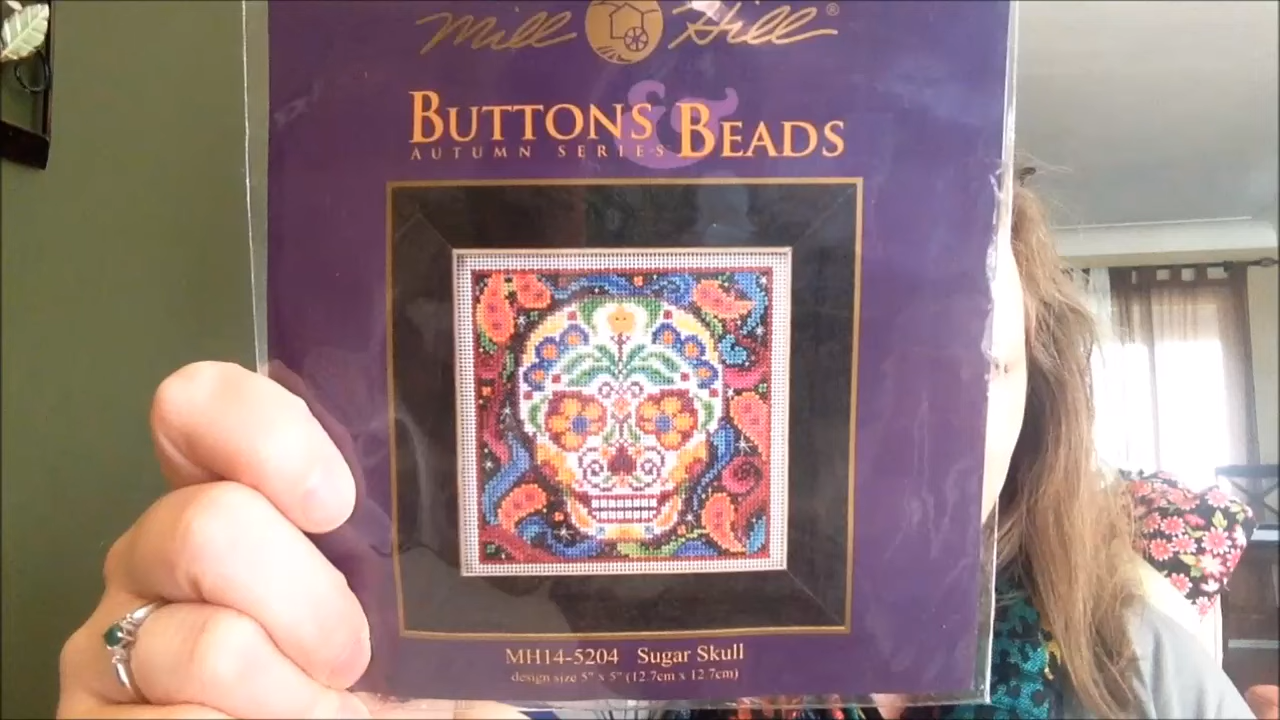 Mill Hill®
BUTTONS & BEADS
AUTUMN SERIES
MH14-5204 Sugar Skull
design size 5" x 5" (12.7cm x 12.7cm)